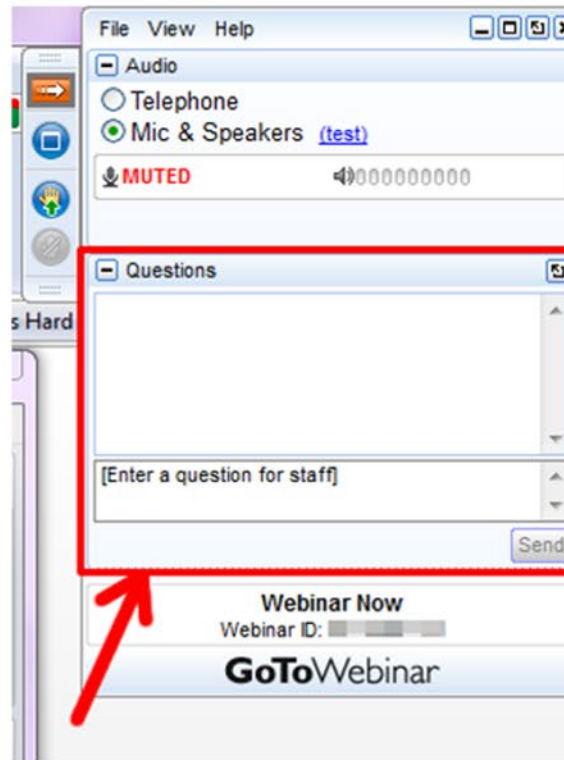 File View Help
Audio
Telephone
Mic & Speakers (test)
MUTED 000000000
Questions
s Hard
[Enter a question for staff]
Send
Webinar Now
Webinar ID:
GoToWebinar